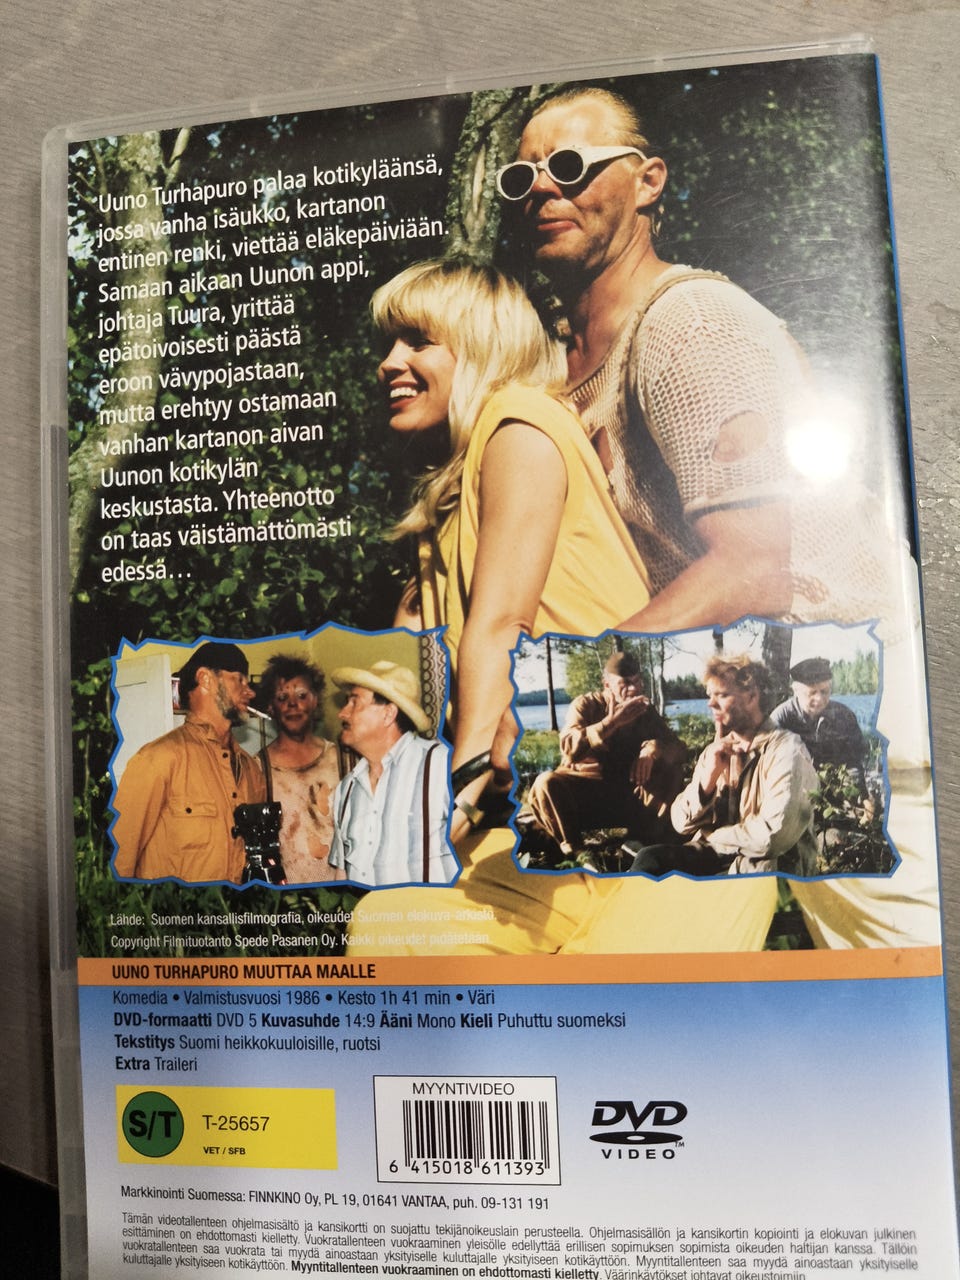 Uuno Turhapuro palaa kotikyläänsä,
jossa vanha isäukko, kartanon
entinen renki, viettää eläkepäiviään.
Samaan aikaan Uunon appi,
johtaja Tuura, yrittää
epätoivoisesti päästä
eroon vävypojastaan,
mutta erehtyy ostamaan
vanhan kartanon aivan
Uunon kotikylän
keskustasta. Yhteenotto
on taas väistämättömästi
edessä...
Lähde: Suomen kansallisfilmografia, oikeudet Suomen elokuva-arkisto.
Copyright Filmituotanto Spede Pasanen Oy. Kaikki oikeudet pidätetään.
UUNO TURHAPURO MUUTTAA MAALLE
Komedia • Valmistusvuosi 1986 • Kesto 1h 41 min • Väri
DVD-formaatti DVD 5 Kuvasuhde 14:9 Ääni Mono Kieli Puhuttu suomeksi
Tekstitys Suomi heikkokuuloisille, ruotsi
Extra Traileri
S/T T-25657
VET / SFB
MYYNTIVIDEO
6 415018 611393
DVD
VIDEO TM
Markkinointi Suomessa: FINNKINO Oy, PL 19, 01641 VANTAA, puh. 09-131 191
Tämän videotallenteen ohjelmasisältö ja kansikortti on suojattu tekijänoikeuslain perusteella. Ohjelmasisällön ja kansikortin kopiointi ja elokuvan julkinen
esittäminen on ehdottomasti kielletty. Vuokratallenteen vuokraaminen yleisölle edellyttää erillisen sopimuksen sopimista oikeuden haltijan kanssa. Tällöin
vuokratallenteen saa vuokrata tai myydä ainoastaan yksityiselle kuluttajalle yksityiseen kotikäyttöön. Myyntitallenteen saa myydä ainoastaan yksityiselle
kuluttajalle yksityiseen kotikäyttöön. Myyntitallenteen vuokraaminen on ehdottomasti kielletty. Väärinkäytökset johtavat oikeustoimiin.